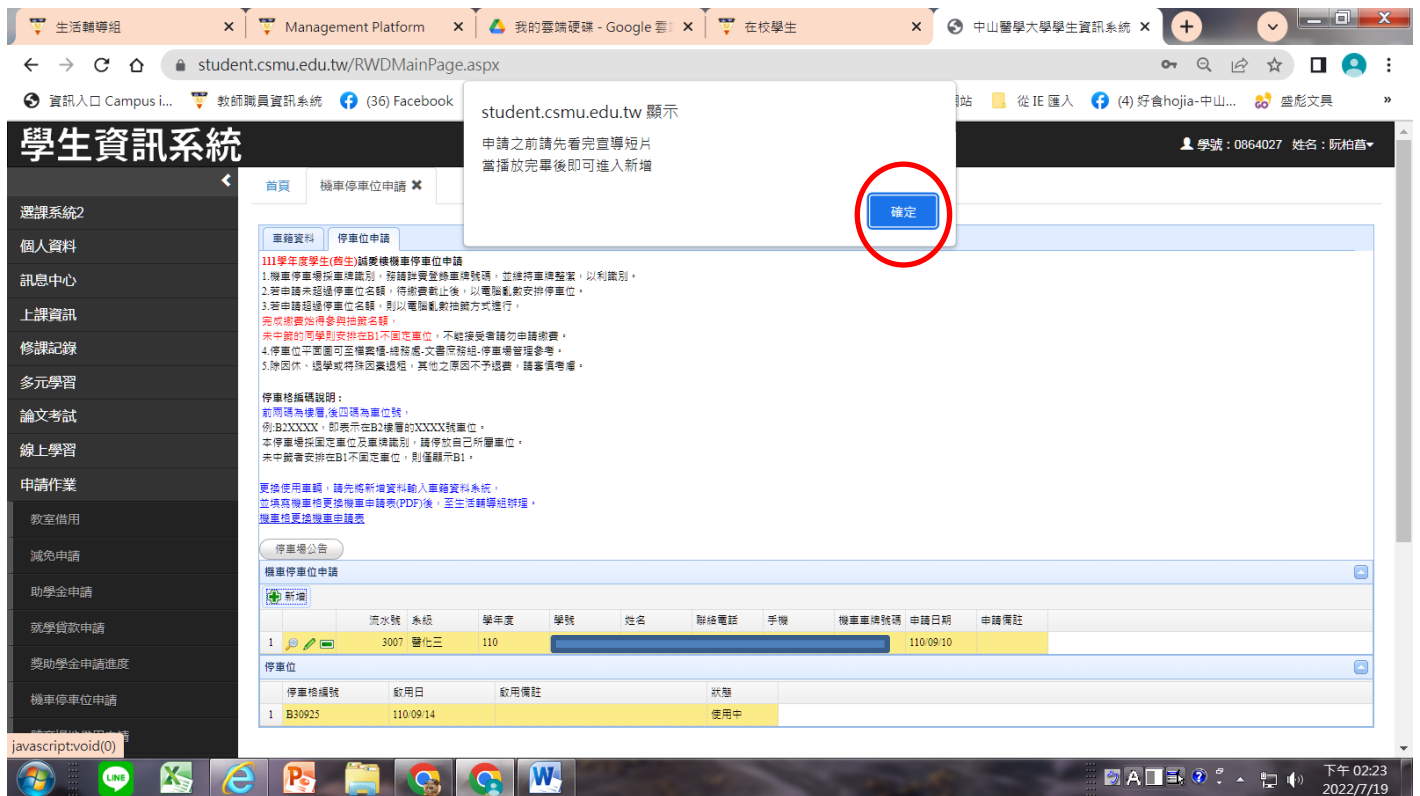 生活輔導組
Management Platform
我的雲端硬碟 - Google 雲
在校學生
中山醫學大學學生資訊系統
student.csmu.edu.tw/RWDMainPage.aspx
資訊入口 Campus i...
教師職員資訊系統
(36) Facebook
從 IE 匯入
(4) 好食hojia-中山...
盛彪文具
»
student.csmu.edu.tw 顯示
申請之前請先看完宣導短片
當播放完畢後即可進入新增
確定
學生資訊系統
學號：0864027 姓名：阮柏菖
首頁
機車停車位申請
選課系統2
個人資料
訊息中心
上課資訊
修課記錄
多元學習
論文考試
線上學習
申請作業
教室借用
減免申請
助學金申請
就學貸款申請
獎助學金申請進度
機車停車位申請
車籍資料
停車位申請
111學年度學生(舊生)誠愛樓機車停車位申請
1.機車停車場採車牌識別，務請詳實登錄車牌號碼，並維持車牌整潔，以利識別。
2.若申請未超過停車位名額，待繳費截止後，以電腦亂數安排停車位。
3.若申請超過停車位名額，則以電腦亂數抽籤方式進行，
完成繳費始得參與抽籤名額，
未中籤的同學則安排在B1不固定車位，不能接受者請勿申請繳費。
4.停車位平面圖可至檔案櫃-總務處-文書庶務組-停車場管理參考。
5.除因休、退學或特殊因素退租，其他之原因不予退費，請審慎考慮。
停車格編碼說明：
前兩碼為樓層,後四碼為車位號，
例:B2XXXX，即表示在B2樓層的XXXX號車位。
本停車場採固定車位及車牌識別，請停放自己所屬車位。
未中籤者安排在B1不固定車位，則僅顯示B1。
更換使用車輛，請先將新增資料輸入車籍資料系統，
並填寫機車格更換機車申請表(PDF)後，至生活輔導組辦理。
機車格更換機車申請表
停車場公告
機車停車位申請
新增
流水號 系級 學年度 學號 姓名 聯絡電話 手機 機車車牌號碼 申請日期 申請備註
1 3007 醫化三 110 110/09/10
停車位
停車格編號 啟用日 啟用備註 狀態
1 B30925 110/09/14 使用中
javascript:void(0)
LINE
下午 02:23
2022/7/19